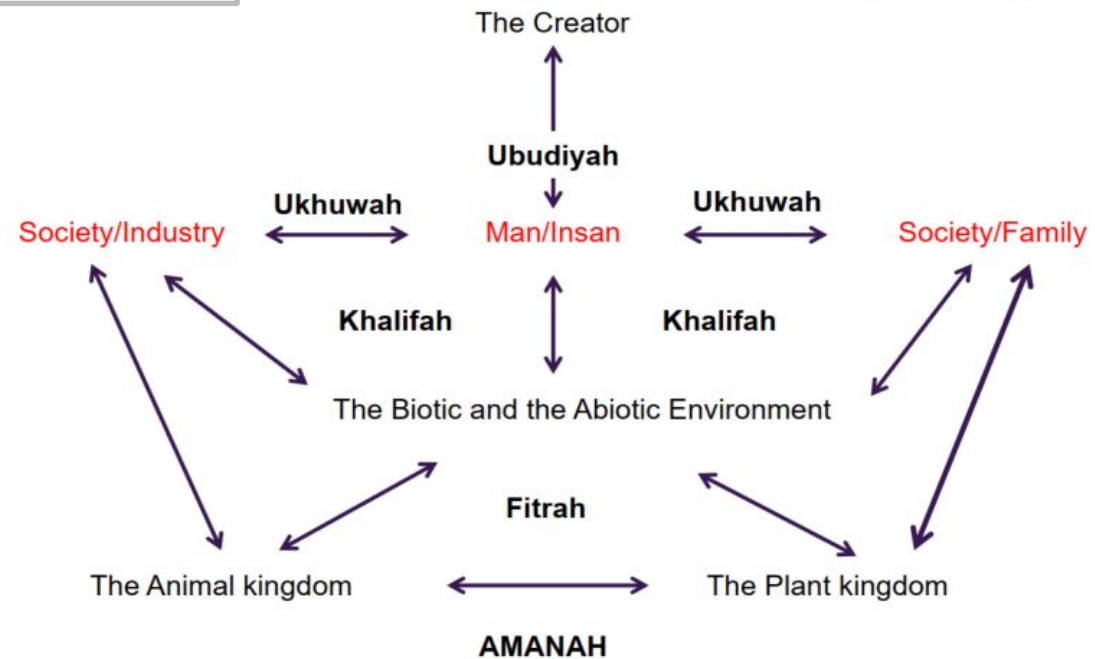 The Creator
Ubudiyah
Ukhuwah
Ukhuwah
Society/Industry
Man/Insan
Society/Family
Khalifah
Khalifah
The Biotic and the Abiotic Environment
Fitrah
The Animal kingdom
The Plant kingdom
AMANAH